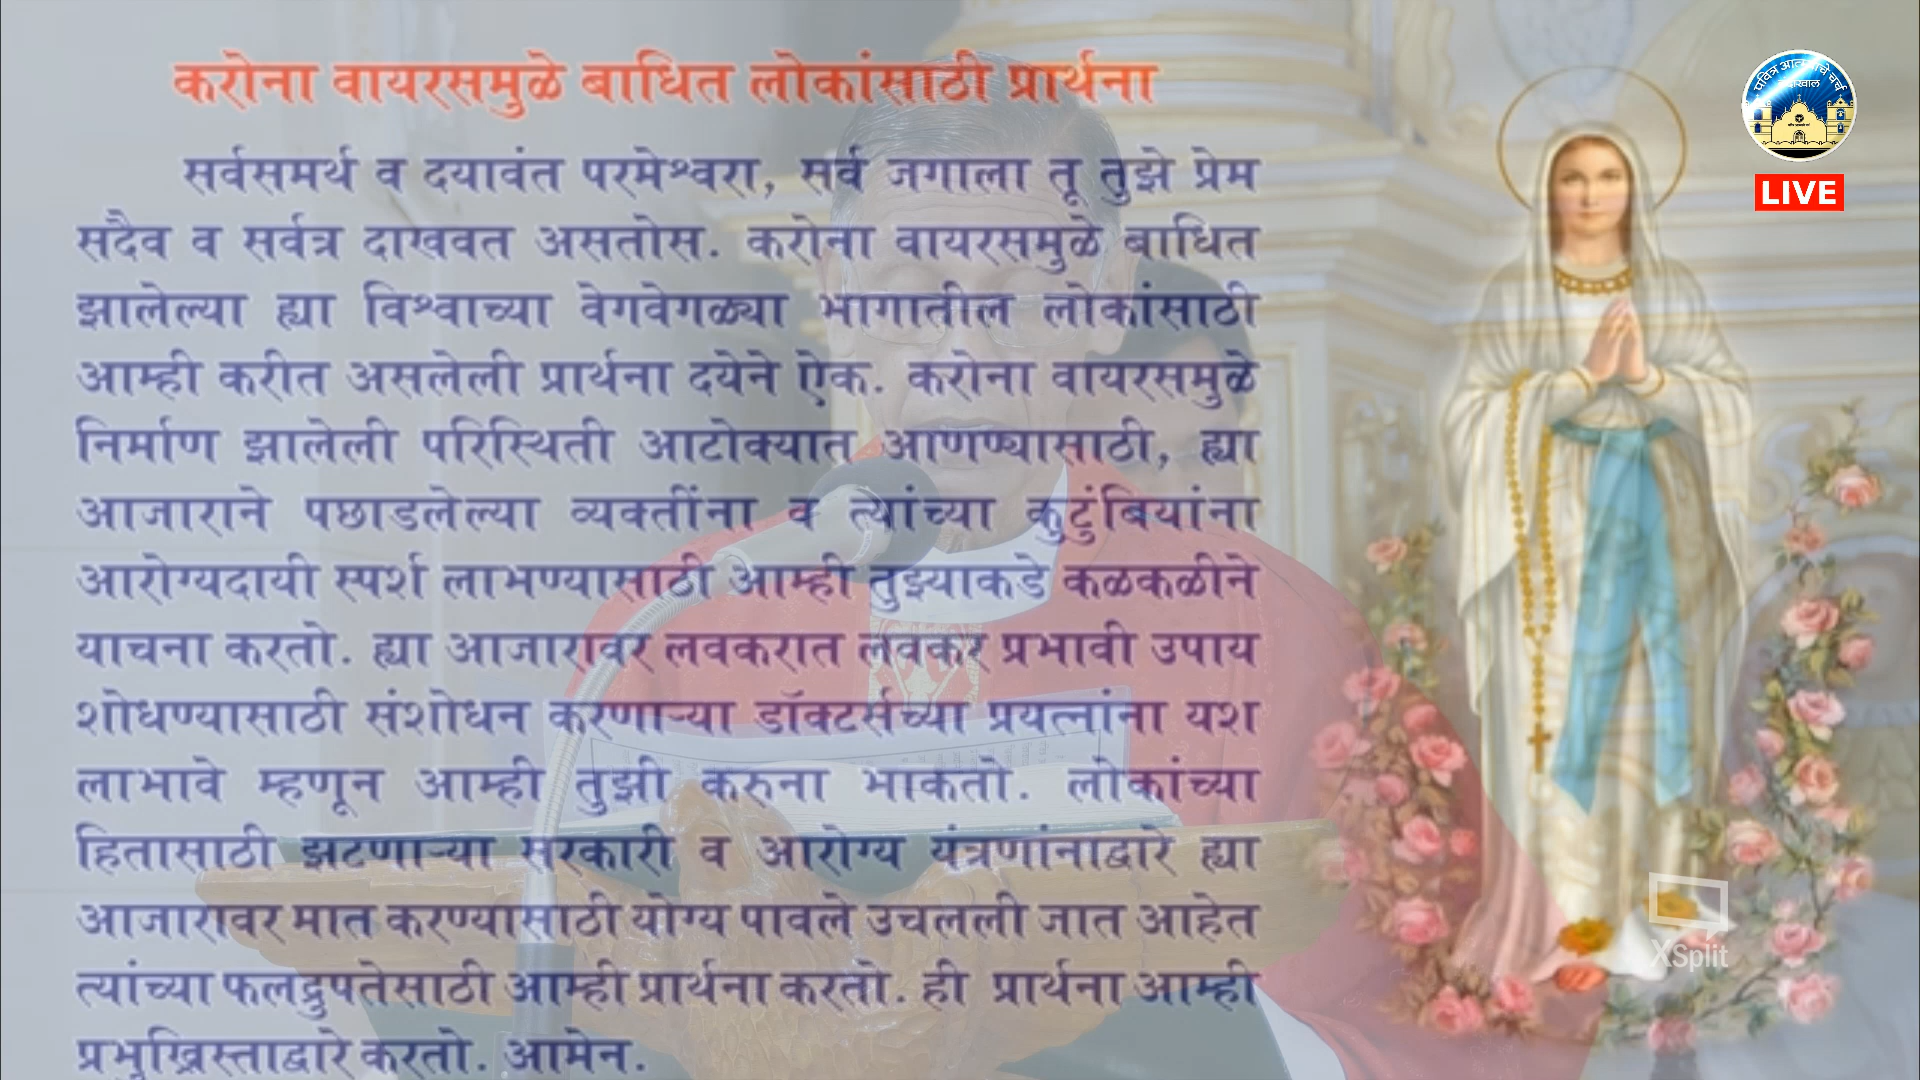 करोना वायरसमुळे बाधित लोकांसाठी प्रार्थना
सर्वसमर्थ व दयावंत परमेश्वरा, सर्व जगाला तू तुझे प्रेम
सदैव व सर्वत्र दाखवत असतोस. करोना वायरसमुळे बाधित
झालेल्या ह्या विश्वाच्या वेगवेगळ्या भागातील लोकांसाठी
आम्ही करीत असलेली प्रार्थना दयेने ऐक. करोना वायरसमुळे
निर्माण झालेली परिस्थिती आटोक्यात आणण्यासाठी, ह्या
आजाराने पछाडलेल्या व्यक्तींना व त्यांच्या कुटुंबियांना
आरोग्यदायी स्पर्श लाभण्यासाठी आम्ही तुझ्याकडे कळकळीने
याचना करतो. ह्या आजारावर लवकरात लवकर प्रभावी उपाय
शोधण्यासाठी संशोधन करणाऱ्या डॉक्टर्सच्या प्रयत्नांना यश
लाभावे म्हणून आम्ही तुझी करुना भाकतो. लोकांच्या
हितासाठी झटणाऱ्या सरकारी व आरोग्य यंत्रणांनाद्वारे ह्या
आजारावर मात करण्यासाठी योग्य पावले उचलली जात आहेत
त्यांच्या फलद्रुपतेसाठी आम्ही प्रार्थना करतो. ही प्रार्थना आम्ही
प्रभुख्रिस्ताद्वारे करतो. आमेन.
पवित्र आत्म्याचे चर्च
LIVE
XSplit